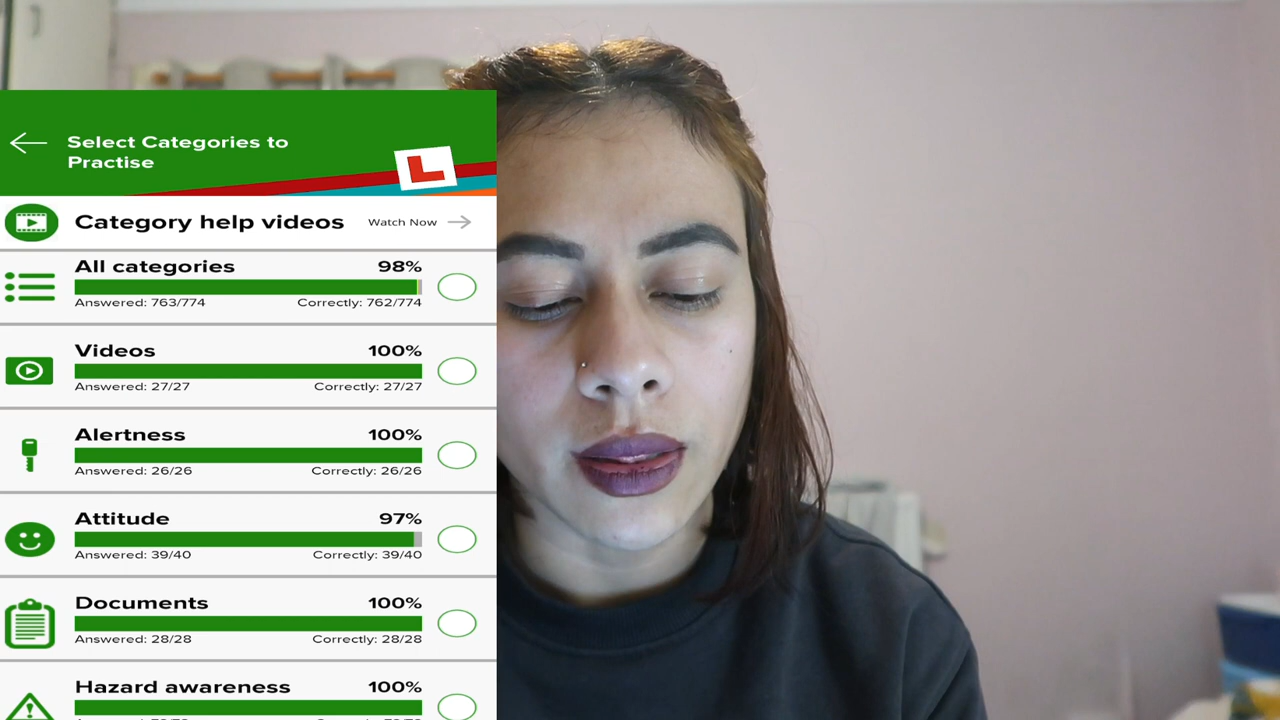 Select Categories to
Practise
L
Category help videos Watch Now
All categories 98%
Answered: 763/774 Correctly: 762/774
Videos 100%
Answered: 27/27 Correctly: 27/27
Alertness 100%
Answered: 26/26 Correctly: 26/26
Attitude 97%
Answered: 39/40 Correctly: 39/40
Documents 100%
Answered: 28/28 Correctly: 28/28
Hazard awareness 100%